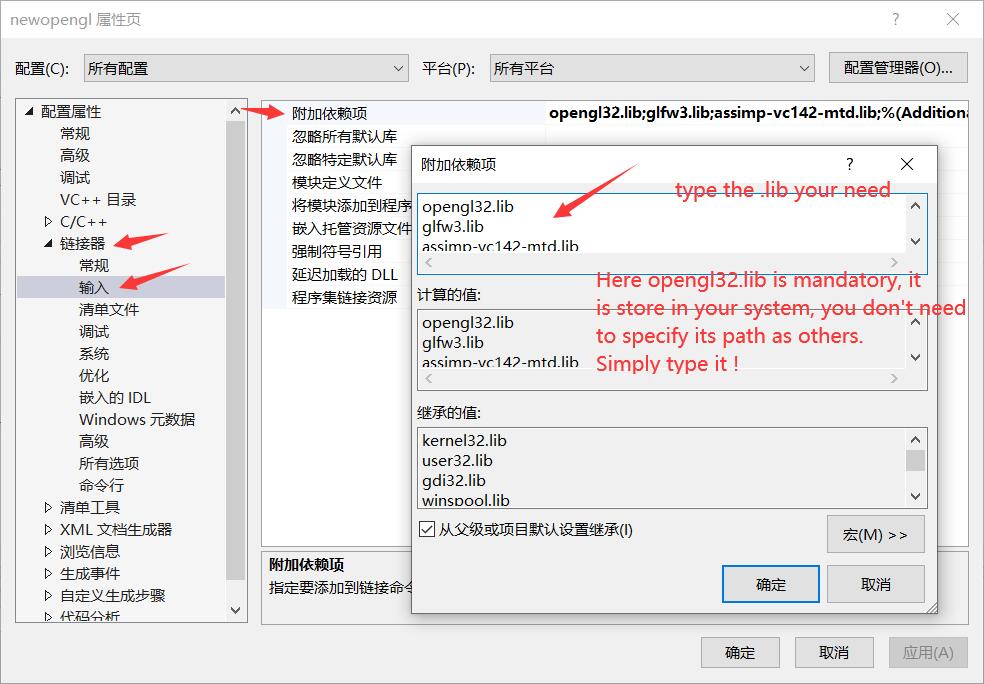 newopengl 属性页
配置(C):
所有配置
平台(P):
所有平台
配置管理器(O)...
配置属性
常规
高级
调试
VC++ 目录
C/C++
链接器
常规
输入
清单文件
调试
系统
优化
嵌入的 IDL
Windows 元数据
高级
所有选项
命令行
清单工具
XML 文档生成器
浏览信息
生成事件
自定义生成步骤
代码分析
附加依赖项
opengl32.lib;glfw3.lib;assimp-vc142-mtd.lib;%(Additiona
忽略所有默认库
忽略特定默认库
模块定义文件
将模块添加到程序
嵌入托管资源文件
强制符号引用
延迟加载的 DLL
程序集链接资源
附加依赖项
指定要添加到链接命令
附加依赖项
opengl32.lib
glfw3.lib
assimp-vc142-mtd.lib
type the .lib your need
Here opengl32.lib is mandatory, it
is store in your system, you don't need
to specify its path as others.
Simply type it !
计算的值:
opengl32.lib
glfw3.lib
assimp-vc142-mtd.lib
继承的值:
kernel32.lib
user32.lib
gdi32.lib
winspool.lib
从父级或项目默认设置继承(I)
宏(M) >>
确定
取消
确定
取消
应用(A)